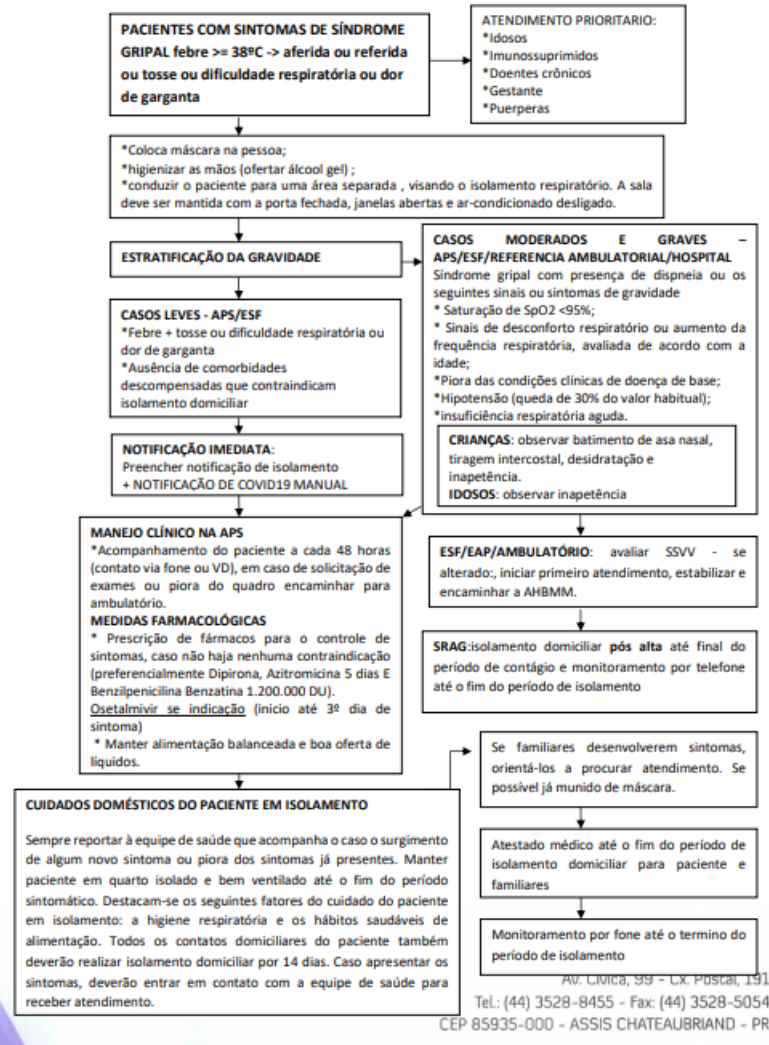 PACIENTES COM SINTOMAS DE SÍNDROME
GRIPAL febre >= 38ºC -> aferida ou referida
ou tosse ou dificuldade respiratória ou dor
de garganta
ATENDIMENTO PRIORITARIO:
*Idosos
*Imunossuprimidos
*Doentes crônicos
*Gestante
*Puerperas
*Coloca máscara na pessoa;
*higienizar as mãos (ofertar álcool gel) ;
*conduzir o paciente para uma área separada , visando o isolamento respiratório. A sala
deve ser mantida com a porta fechada, janelas abertas e ar-condicionado desligado.
ESTRATIFICAÇÃO DA GRAVIDADE
CASOS MODERADOS E GRAVES –
APS/ESF/REFERENCIA AMBULATORIAL/HOSPITAL
Síndrome gripal com presença de dispneia ou os
seguintes sinais ou sintomas de gravidade
* Saturação de SpO2 <95%;
* Sinais de desconforto respiratório ou aumento da
frequência respiratória, avaliada de acordo com a
idade;
*Piora das condições clínicas de doença de base;
*Hipotensão (queda de 30% do valor habitual);
*insuficiência respiratória aguda.
CRIANÇAS: observar batimento de asa nasal,
tiragem intercostal, desidratação e
inapetência.
IDOSOS: observar inapetência
CASOS LEVES - APS/ESF
*Febre + tosse ou dificuldade respiratória ou
dor de garganta
*Ausência de comorbidades
descompensadas que contraindicam
isolamento domiciliar
NOTIFICAÇÃO IMEDIATA:
Preencher notificação de isolamento
+ NOTIFICAÇÃO DE COVID19 MANUAL
MANEJO CLÍNICO NA APS
*Acompanhamento do paciente a cada 48 horas
(contato via fone ou VD), em caso de solicitação de
exames ou piora do quadro encaminhar para
ambulatório.
MEDIDAS FARMACOLÓGICAS
* Prescrição de fármacos para o controle de
sintomas, caso não haja nenhuma contraindicação
(preferencialmente Dipirona, Azitromicina 5 dias E
Benzilpenicilina Benzatina 1.200.000 DU).
Osetalmivir se indicação (inicio até 3º dia de
sintoma)
* Manter alimentação balanceada e boa oferta de
líquidos.
ESF/EAP/AMBULATÓRIO: avaliar SSVV - se
alterado:, iniciar primeiro atendimento, estabilizar e
encaminhar a AHBMM.
SRAG:isolamento domiciliar pós alta até final do
período de contágio e monitoramento por telefone
até o fim do período de isolamento
CUIDADOS DOMÉSTICOS DO PACIENTE EM ISOLAMENTO
Sempre reportar à equipe de saúde que acompanha o caso o surgimento
de algum novo sintoma ou piora dos sintomas já presentes. Manter
paciente em quarto isolado e bem ventilado até o fim do período
sintomático. Destacam-se os seguintes fatores do cuidado do paciente
em isolamento: a higiene respiratória e os hábitos saudáveis de
alimentação. Todos os contatos domiciliares do paciente também
deverão realizar isolamento domiciliar por 14 dias. Caso apresentar os
sintomas, deverão entrar em contato com a equipe de saúde para
receber atendimento.
Se familiares desenvolverem sintomas,
orientá-los a procurar atendimento. Se
possível já munido de máscara.
Atestado médico até o fim do período de
isolamento domiciliar para paciente e
familiares
Monitoramento por fone até o termino do
período de isolamento
Av. Cívica, 99 - Cx. Postal, 191
Tel.: (44) 3528-8455 - Fax: (44) 3528-5054
CEP 85935-000 - ASSIS CHATEAUBRIAND - PR